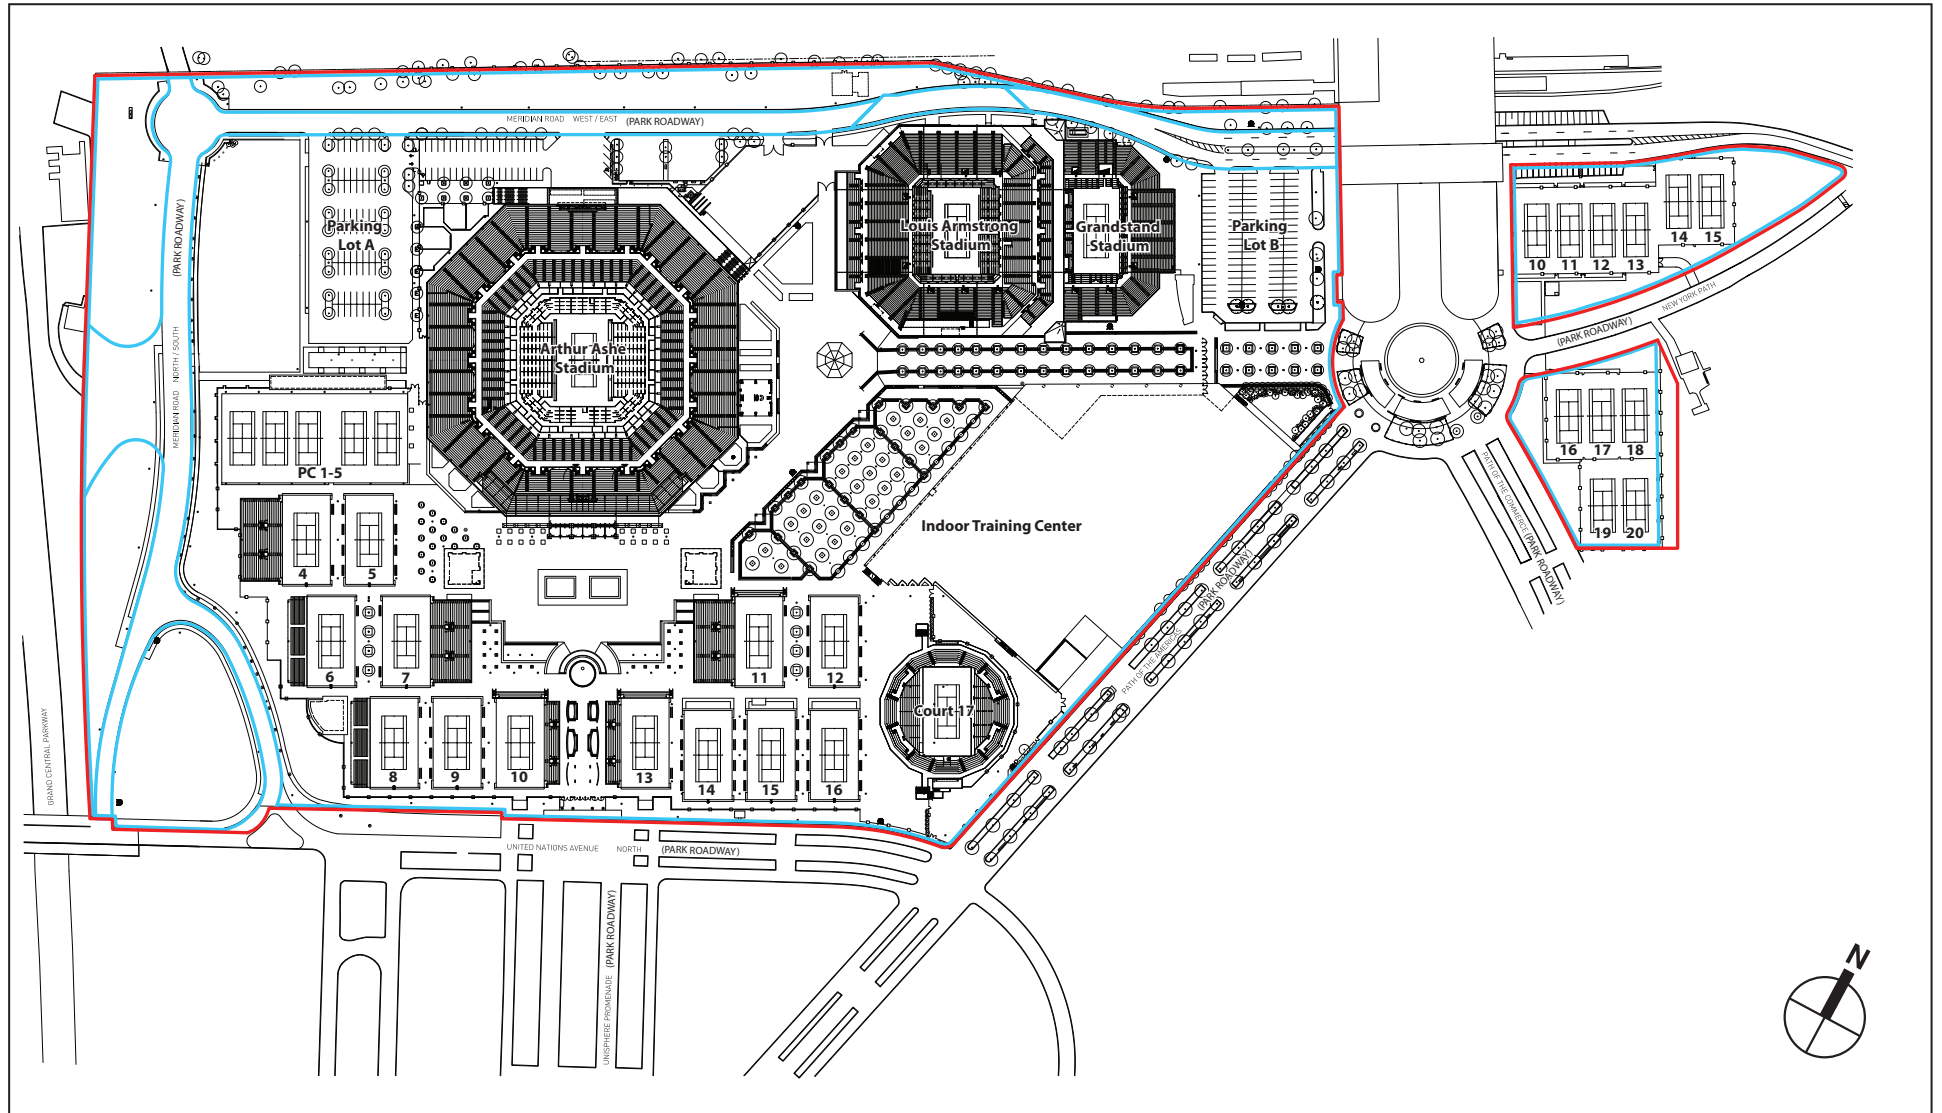 MERIDIAN ROAD WEST / EAST (PARK ROADWAY)
(PARK ROADWAY)
MERIDIAN ROAD NORTH / SOUTH
Parking
Lot A
Louis Armstrong
Stadium
Grandstand
Stadium
Parking
Lot B
10 11 12 13
14 15
NEW YORK PATH
(PARK ROADWAY)
Arthur Ashe
Stadium
PC 1-5
16 17 18
19 20
PATH OF THE COMMERCE (PARK ROADWAY)
Indoor Training Center
4 5
6 7
11 12
(PARK ROADWAY)
PATH OF THE AMERICAS
Court 17
8 9 10 13
14 15 16
GRAND CENTRAL PARKWAY
UNITED NATIONS AVENUE NORTH (PARK ROADWAY)
UNISPHERE PROMENADE (PARK ROADWAY)
N